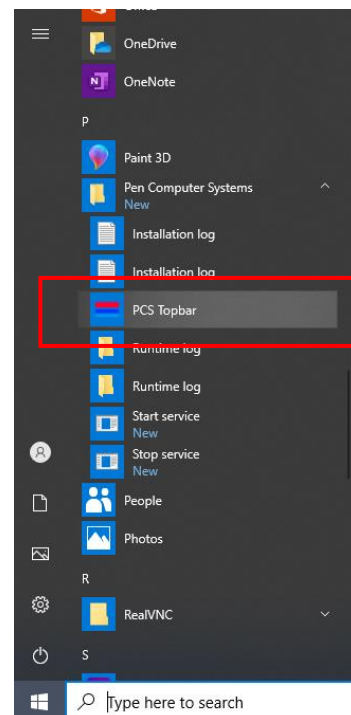 OneDrive
OneNote
P
Paint 3D
Pen Computer Systems
New
Installation log
Installation log
PCS Topbar
Runtime log
Runtime log
Start service
New
Stop service
New
People
Photos
R
RealVNC
S
Type here to search